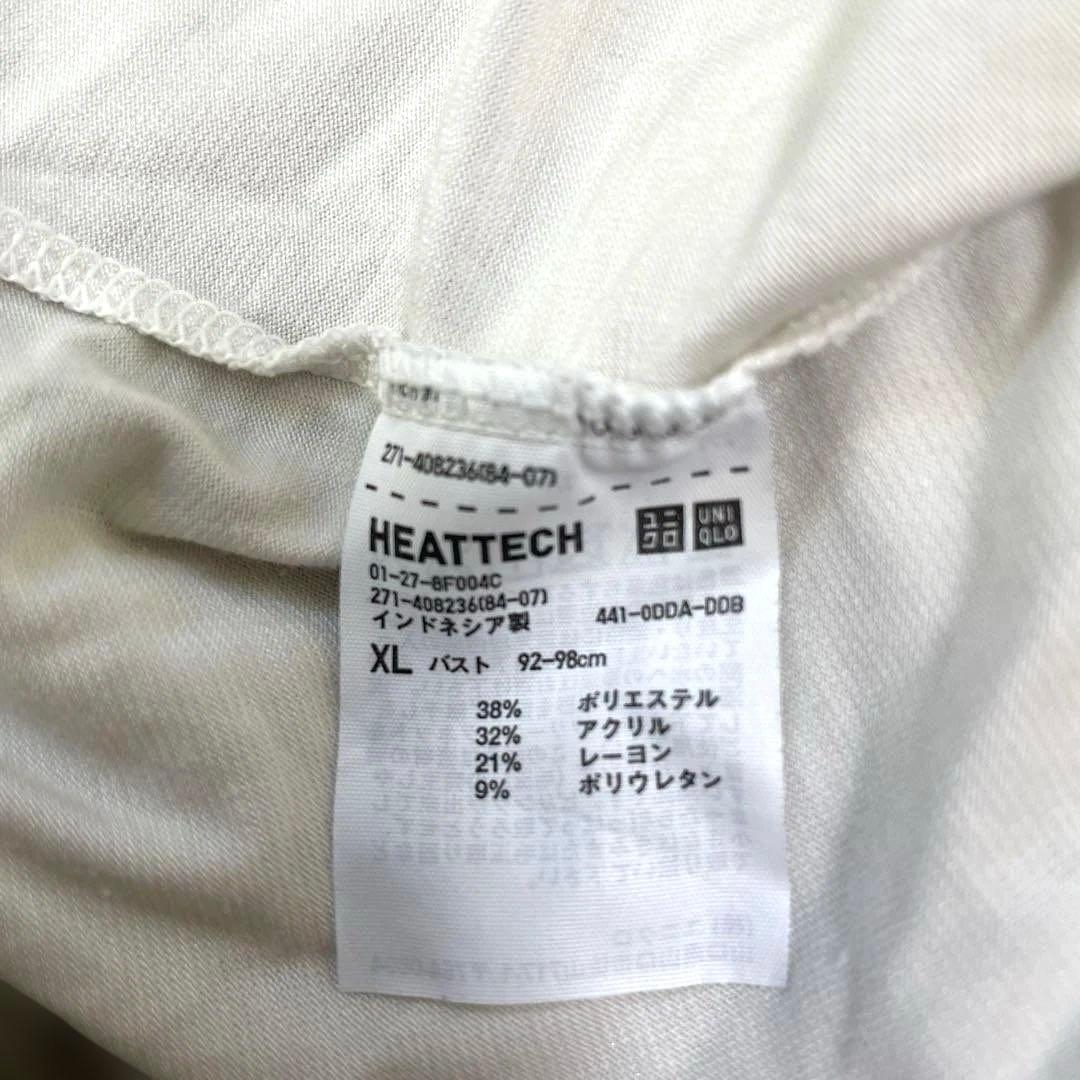 271-408236(84-07)
HEATTECH ユニクロ UNIQLO
01-27-8F004C
271-408236(84-07)
インドネシア製 441-0DDA-DDB
XL バスト 92-98cm
38% ポリエステル
32% アクリル
21% レーヨン
9% ポリウレタン